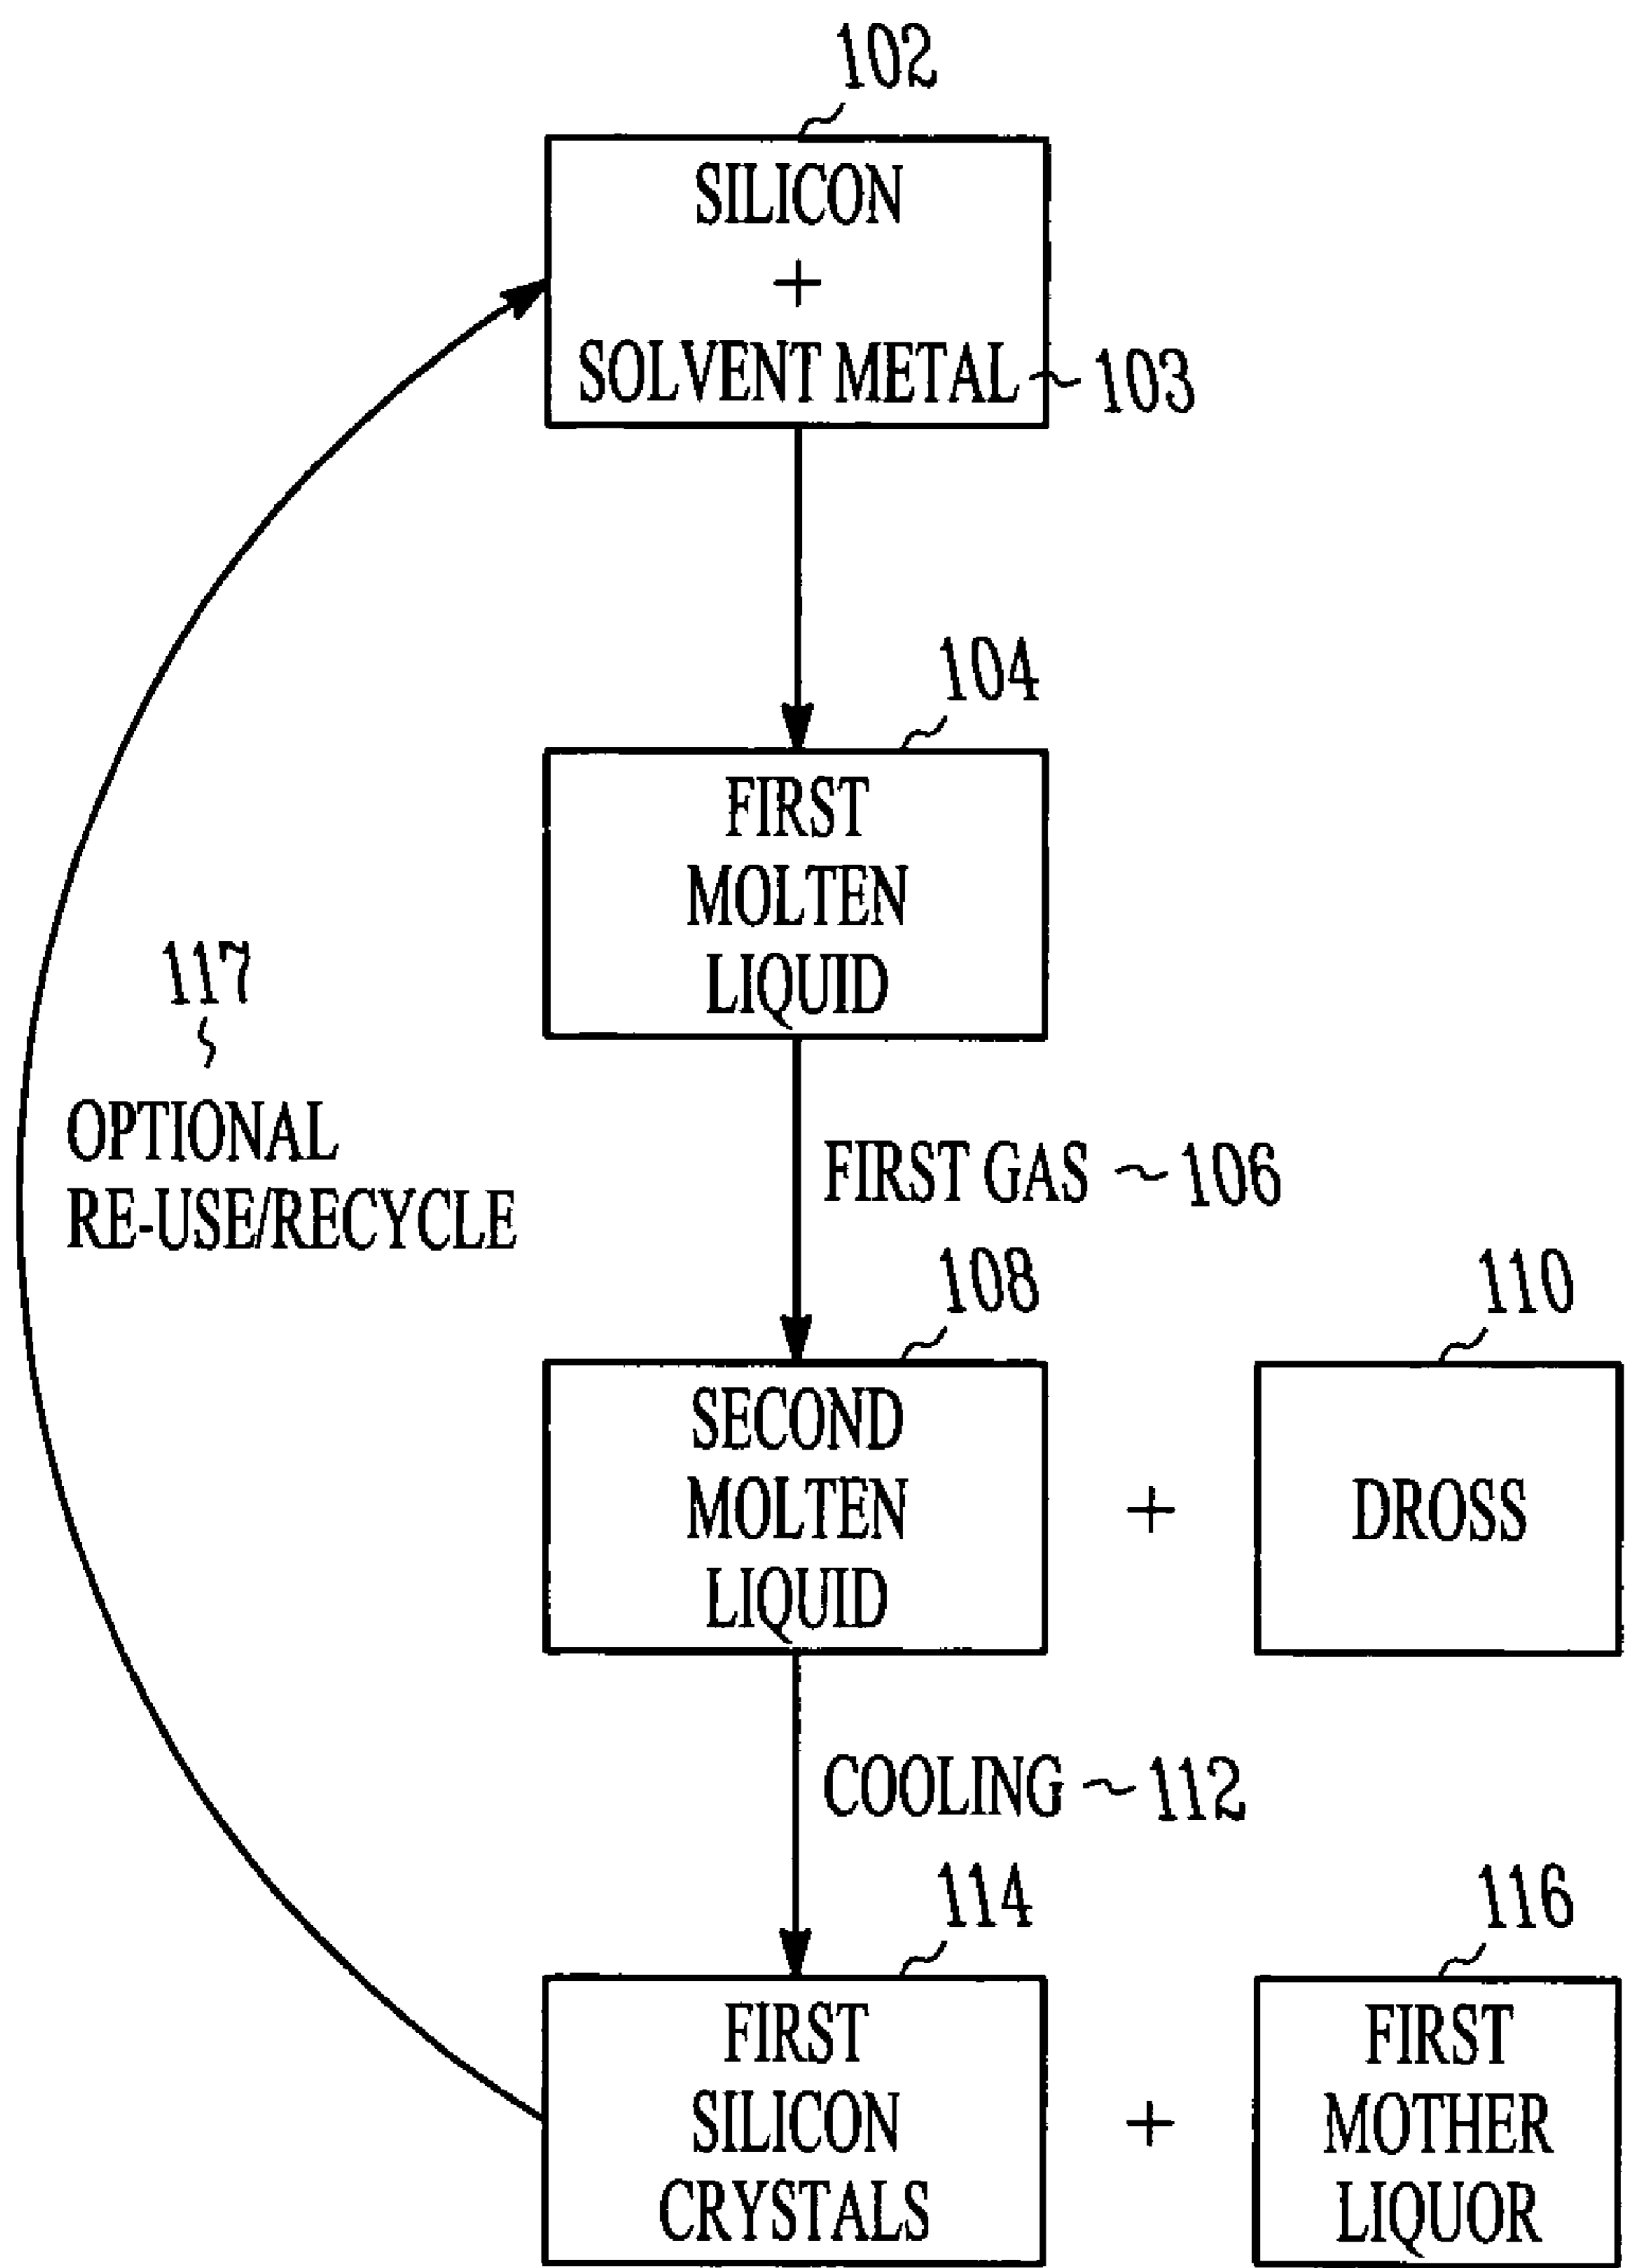 102
SILICON
+
SOLVENT METAL 103
104
FIRST
MOLTEN
LIQUID
117
OPTIONAL
RE-USE/RECYCLE
FIRST GAS 106
108
110
SECOND
MOLTEN
LIQUID
+
DROSS
COOLING 112
114
116
FIRST
SILICON
CRYSTALS
+
FIRST
MOTHER
LIQUOR